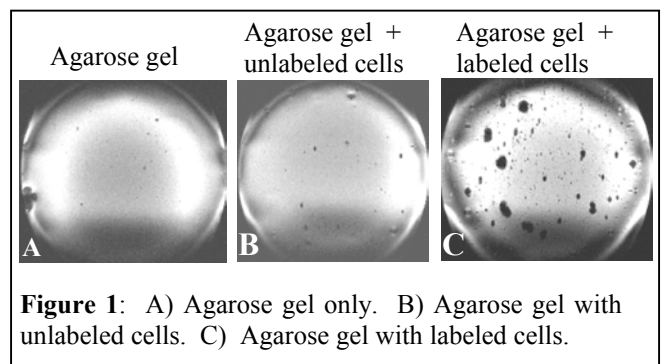 Agarose gel
Agarose gel +
unlabeled cells
Agarose gel +
labeled cells
A
B
C
Figure 1: A) Agarose gel only. B) Agarose gel with
unlabeled cells. C) Agarose gel with labeled cells.